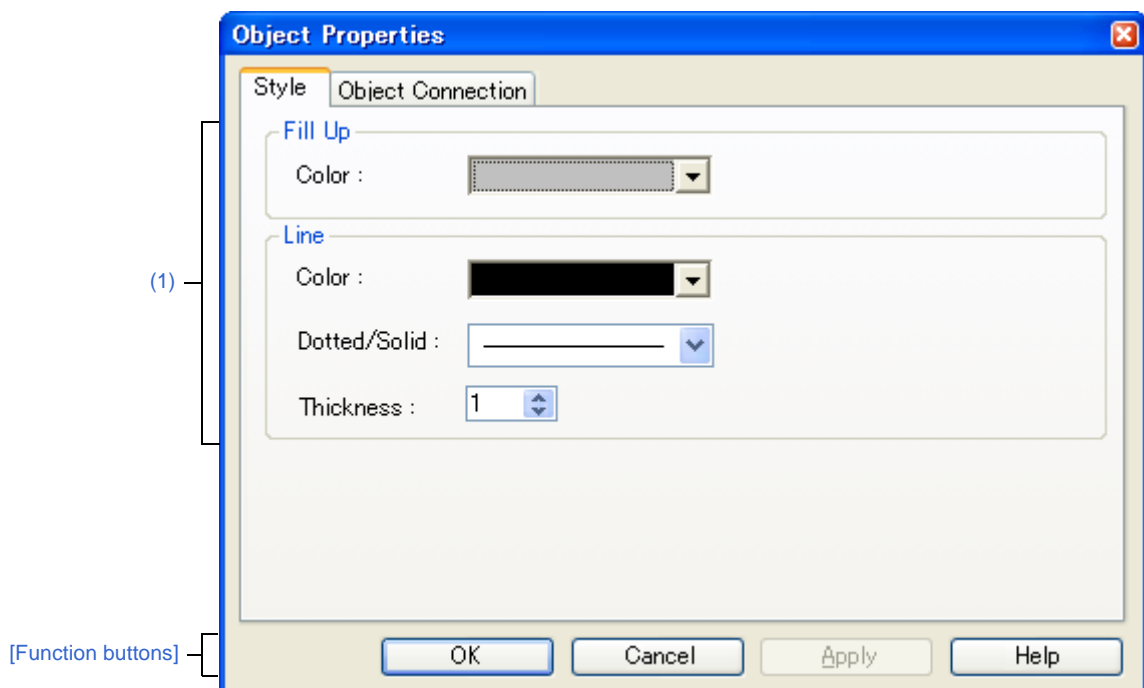 Object Properties
Style Object Connection
Fill Up
Color :
Line
(1)
Color :
Dotted/Solid :
Thickness : 1
[Function buttons]
OK Cancel Apply Help